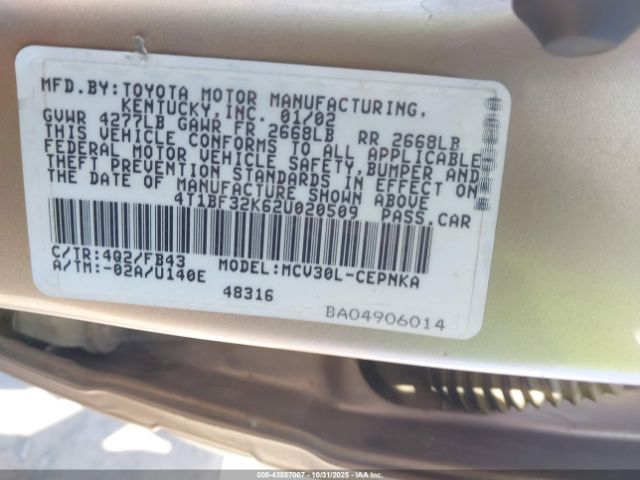 MFD.BY:TOYOTA MOTOR MANUFACTURING,
KENTUCKY,INC. 01/02
GVWR 4277LB GAWR FR 2668LB RR 2668LB
THIS VEHICLE CONFORMS TO ALL APPLICABLE
FEDERAL MOTOR VEHICLE SAFETY,BUMPER AND
THEFT PREVENTION STANDARDS IN EFFECT ON
THE DATE OF MANUFACTURE SHOWN ABOVE
4T1BF32K62U020509 PASS.CAR
C/TR:4Q2/FB43 MODEL:MCV30L-CEPNKA
A/TM:-02A/U140E
48316
BA04906014
000-43587007 • 10/31/2025 • IAAI.COM